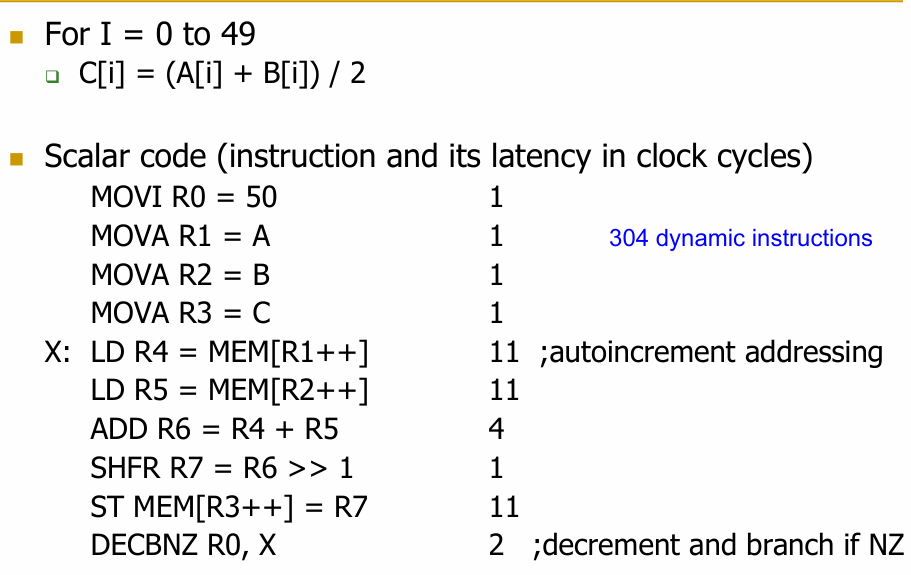 For I = 0 to 49
C[i] = (A[i] + B[i]) / 2
Scalar code (instruction and its latency in clock cycles)
MOVI R0 = 50 1
MOVA R1 = A 1 304 dynamic instructions
MOVA R2 = B 1
MOVA R3 = C 1
X: LD R4 = MEM[R1++] 11 ;autoincrement addressing
LD R5 = MEM[R2++] 11
ADD R6 = R4 + R5 4
SHFR R7 = R6 >> 1 1
ST MEM[R3++] = R7 11
DECBNZ R0, X 2 ;decrement and branch if NZ